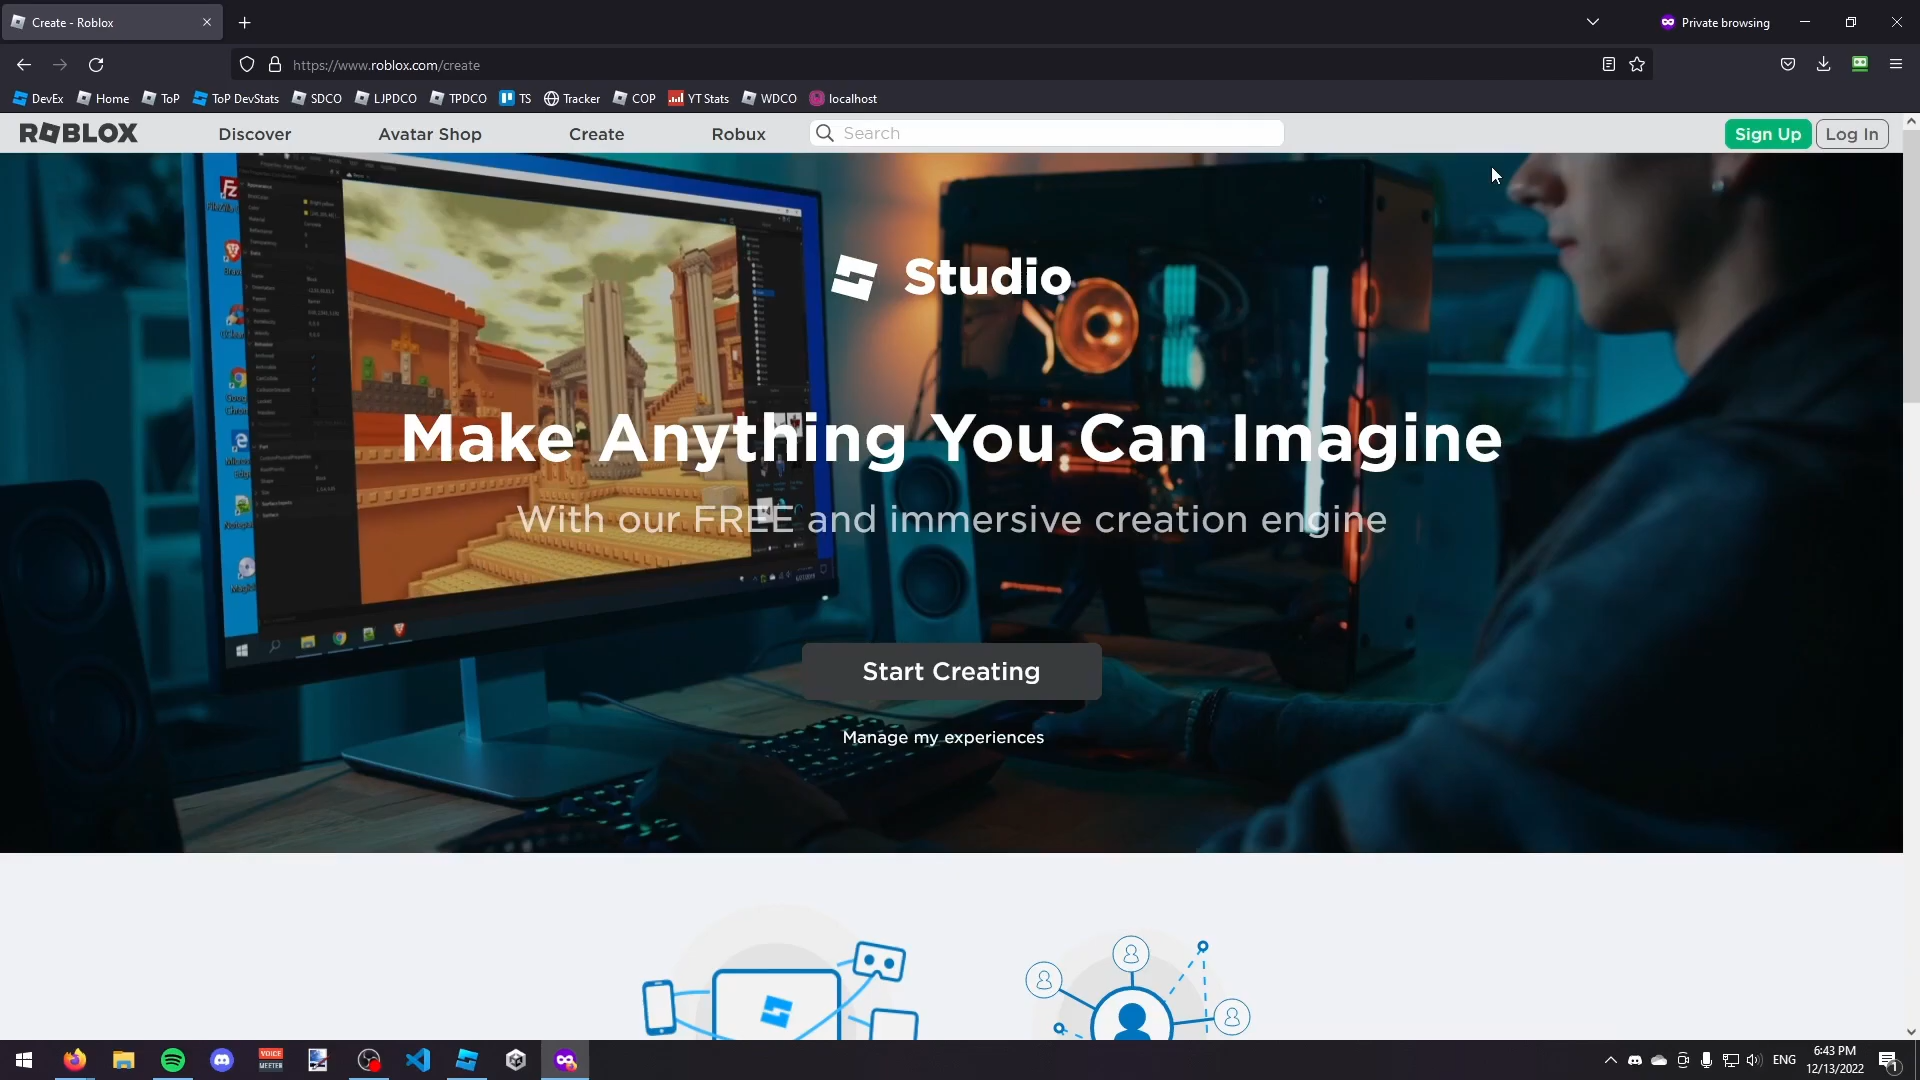 Create - Roblox
Private browsing
https://www.roblox.com/create
DevEx Home ToP ToP DevStats SDCO LJPDCO TPDCO TS Tracker COP YT Stats WDCO localhost
ROBLOX Discover Avatar Shop Create Robux Search Sign Up Log In
Studio
Make Anything You Can Imagine
With our FREE and immersive creation engine
Start Creating
Manage my experiences
VOICE
MEETER
ENG
6:43 PM
12/13/2022
1